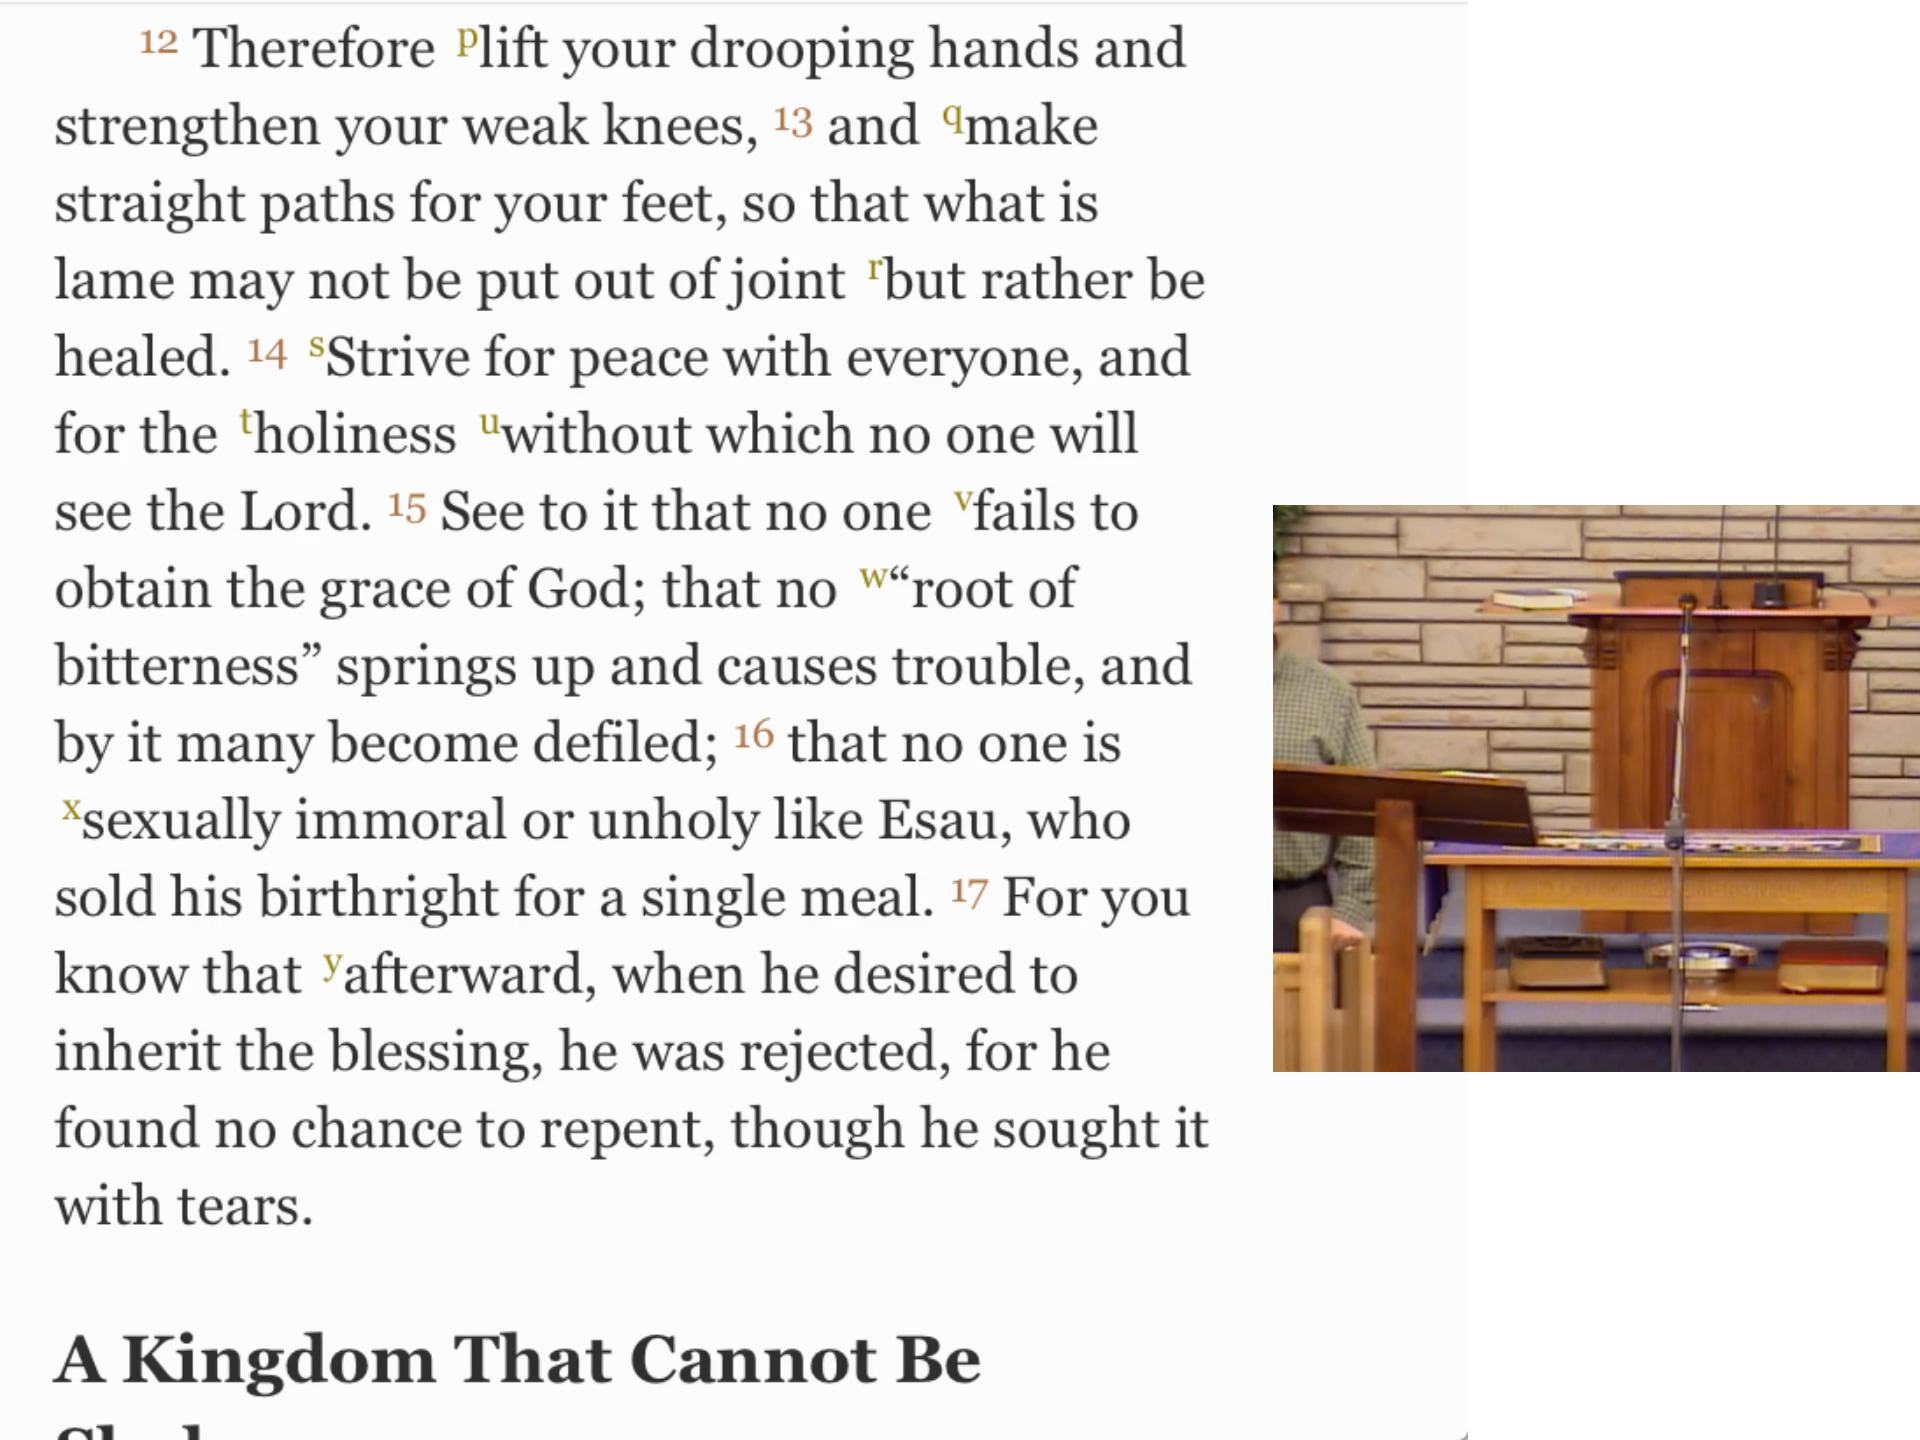 12 Therefore plift your drooping hands and
strengthen your weak knees, 13 and qmake
straight paths for your feet, so that what is
lame may not be put out of joint rbut rather be
healed. 14 sStrive for peace with everyone, and
for the tholiness uwithout which no one will
see the Lord. 15 See to it that no one vfails to
obtain the grace of God; that no w“root of
bitterness” springs up and causes trouble, and
by it many become defiled; 16 that no one is
xsexually immoral or unholy like Esau, who
sold his birthright for a single meal. 17 For you
know that yafterward, when he desired to
inherit the blessing, he was rejected, for he
found no chance to repent, though he sought it
with tears.
A Kingdom That Cannot Be